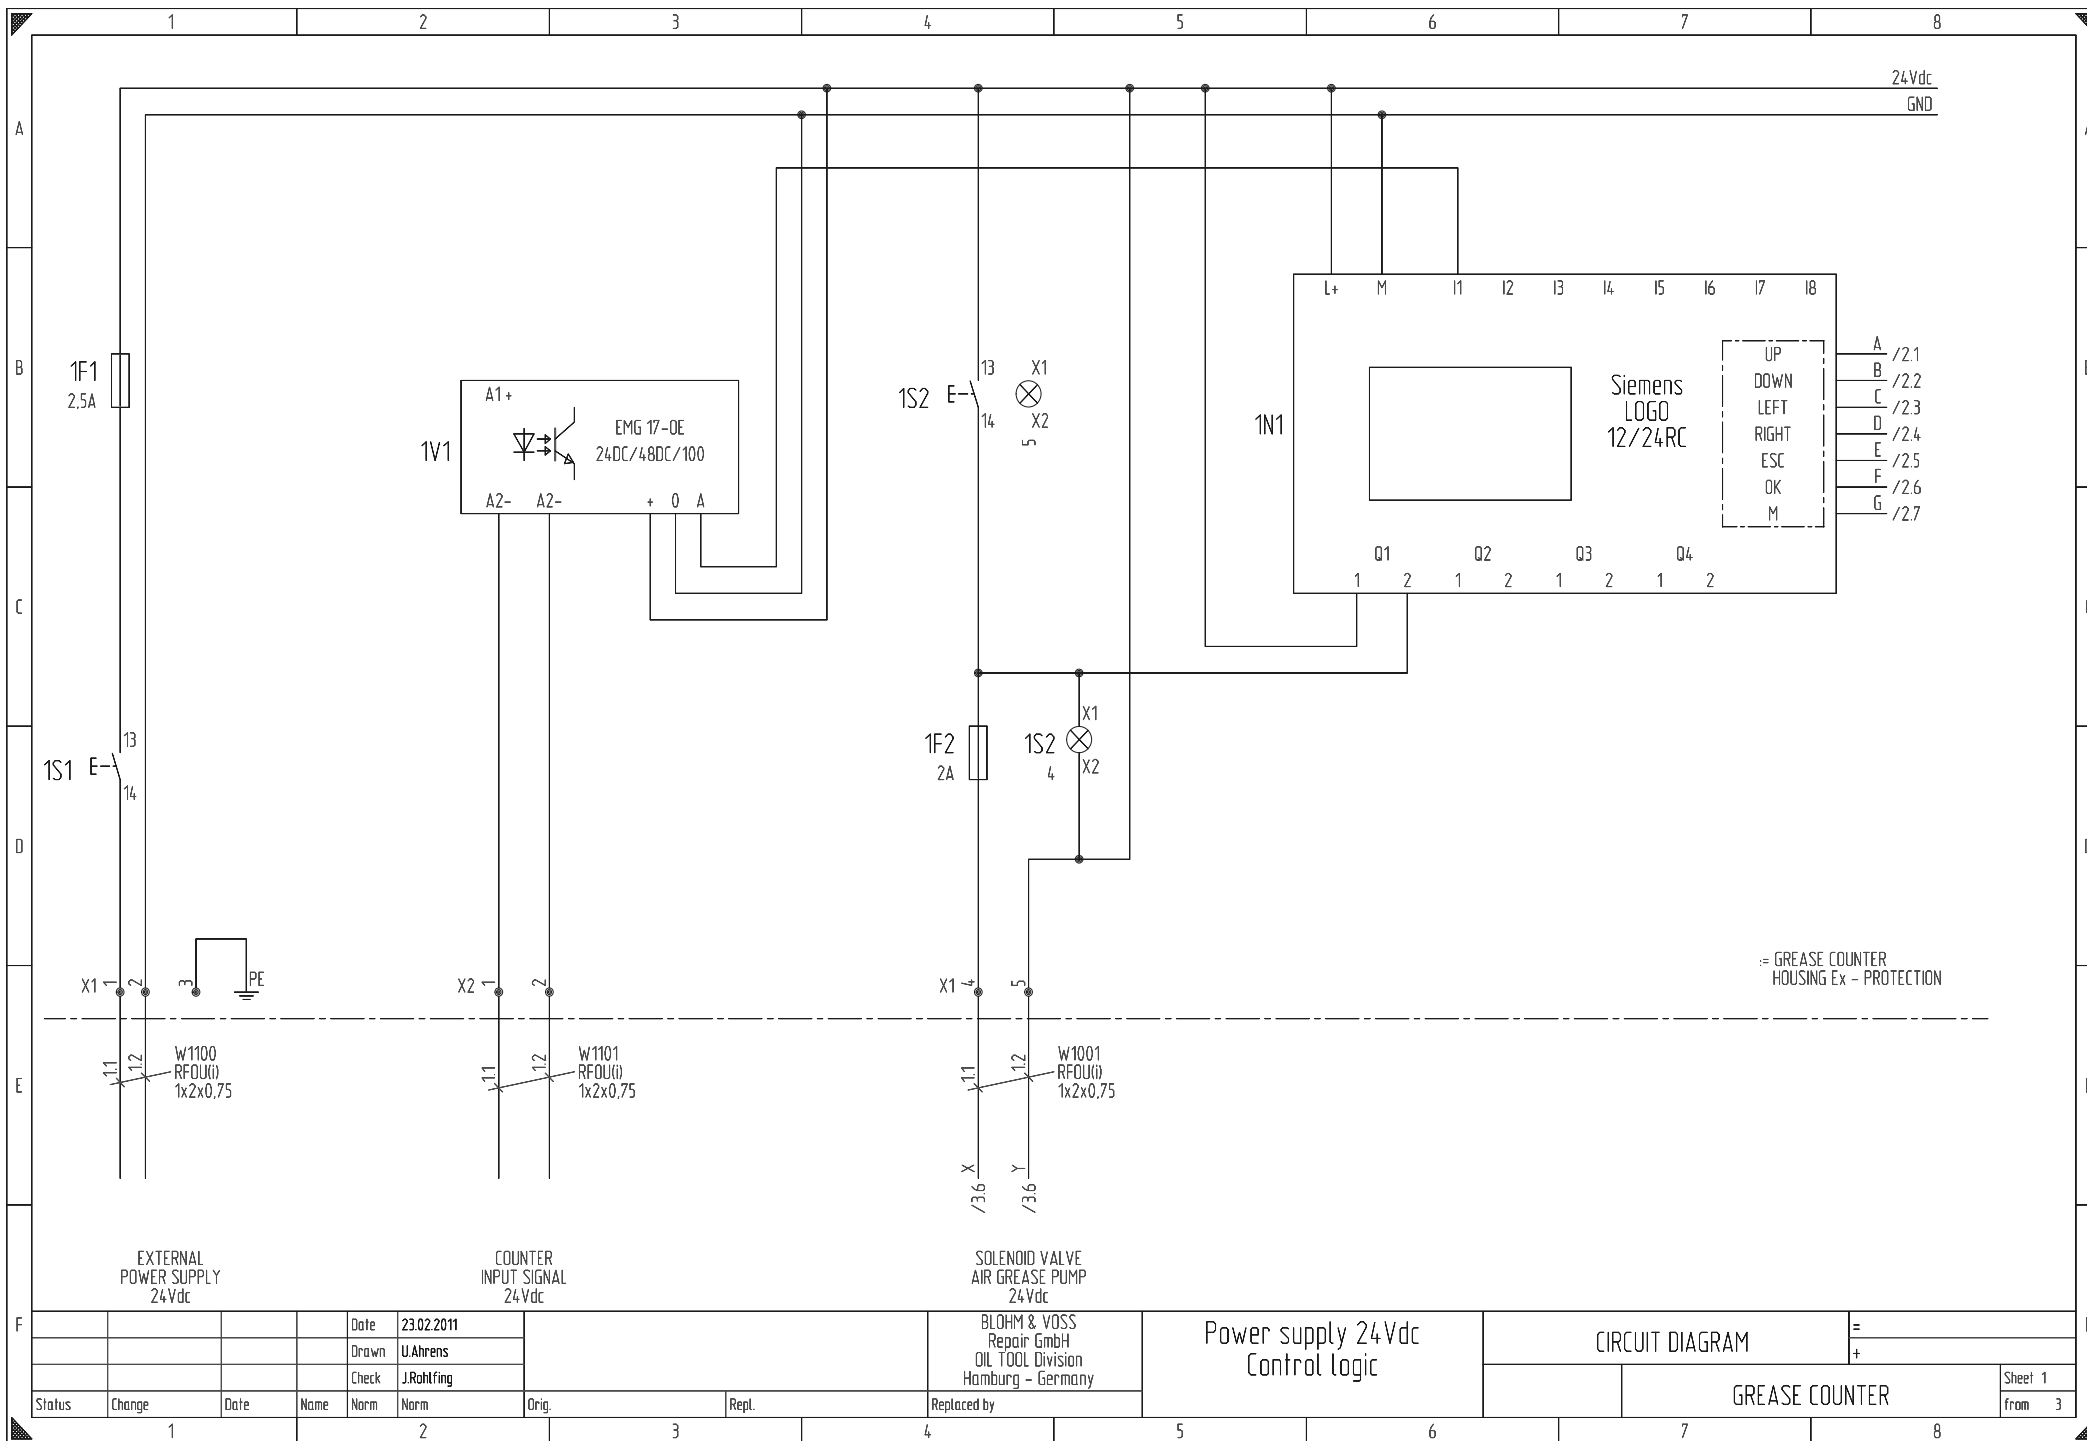 1 2 3 4 5 6 7 8
24Vdc
GND
A
L+ M I1 I2 I3 I4 I5 I6 I7 I8
B
1F1
2,5A
1V1
A1+
EMG 17-OE
24DC/48DC/100
A2- A2- + 0 A
1S2
13
14
X1
X2
5
1N1
Siemens
LOGO
12/24RC
UP
DOWN
LEFT
RIGHT
ESC
OK
M
A /2.1
B /2.2
C /2.3
D /2.4
E /2.5
F /2.6
G /2.7
Q1 Q2 Q3 Q4
1 2 1 2 1 2 1 2
C
1S1
13
14
1F2
2A
1S2
4
X1
X2
D
X1 1 2 3 PE
X2 1 2
X1 4 5
:= GREASE COUNTER
HOUSING Ex - PROTECTION
E
1.1 1.2
W1100
RFOU(i)
1x2x0,75
1.1 1.2
W1101
RFOU(i)
1x2x0,75
1.1 1.2
W1001
RFOU(i)
1x2x0,75
/3.6 X
/3.6 Y
EXTERNAL
POWER SUPPLY
24Vdc
COUNTER
INPUT SIGNAL
24Vdc
SOLENOID VALVE
AIR GREASE PUMP
24Vdc
F
Date 23.02.2011
Drawn U.Ahrens
Check J.Rohlfing
Status Change Date Name Norm Norm Orig. Repl. Replaced by
BLOHM & VOSS
Repair GmbH
OIL TOOL Division
Hamburg - Germany
Power supply 24Vdc
Control logic
CIRCUIT DIAGRAM
GREASE COUNTER
=
+
Sheet 1
from 3
1 2 3 4 5 6 7 8